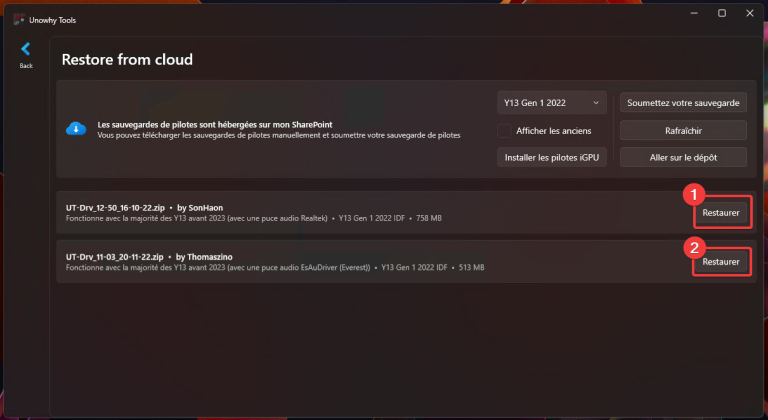 Unowhy Tools
Back
Restore from cloud
Les sauvegardes de pilotes sont hébergées sur mon SharePoint
Vous pouvez télécharger les sauvegardes de pilotes manuellement et soumettre votre sauvegarde de pilotes
Y13 Gen 1 2022
Afficher les anciens
Installer les pilotes iGPU
Soumettez votre sauvegarde
Rafraîchir
Aller sur le dépôt
UT-Drv_12-50_16-10-22.zip • by SonHaon
Fonctionne avec la majorité des Y13 avant 2023 (avec une puce audio Realtek) • Y13 Gen 1 2022 IDF • 758 MB
1
Restaurer
UT-Drv_11-03_20-11-22.zip • by Thomaszino
Fonctionne avec la majorité des Y13 avant 2023 (avec une puce audio EsAuDriver (Everest)) • Y13 Gen 1 2022 IDF • 513 MB
2
Restaurer